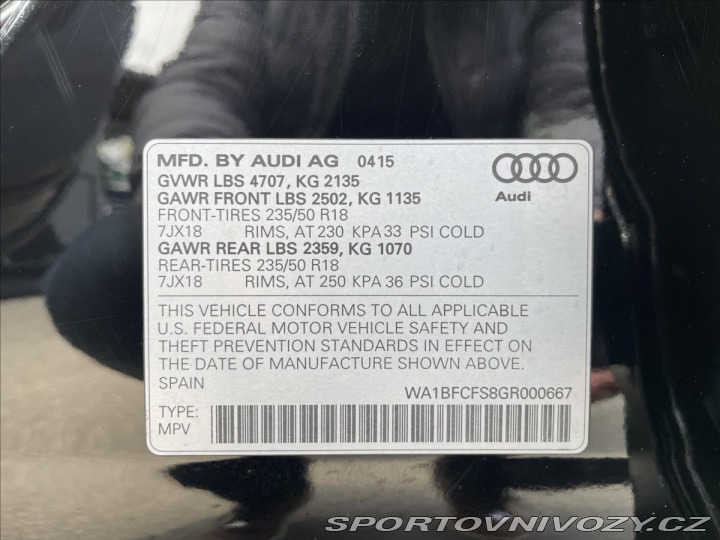 MFD. BY AUDI AG 0415
GVWR LBS 4707, KG 2135
GAWR FRONT LBS 2502, KG 1135
FRONT-TIRES 235/50 R18
7JX18 RIMS, AT 230 KPA 33 PSI COLD
GAWR REAR LBS 2359, KG 1070
REAR-TIRES 235/50 R18
7JX18 RIMS, AT 250 KPA 36 PSI COLD
Audi
THIS VEHICLE CONFORMS TO ALL APPLICABLE
U.S. FEDERAL MOTOR VEHICLE SAFETY AND
THEFT PREVENTION STANDARDS IN EFFECT ON
THE DATE OF MANUFACTURE SHOWN ABOVE.
SPAIN WA1BFCFS8GR000667
TYPE:
MPV
SPORTOVNIVOZY.CZ